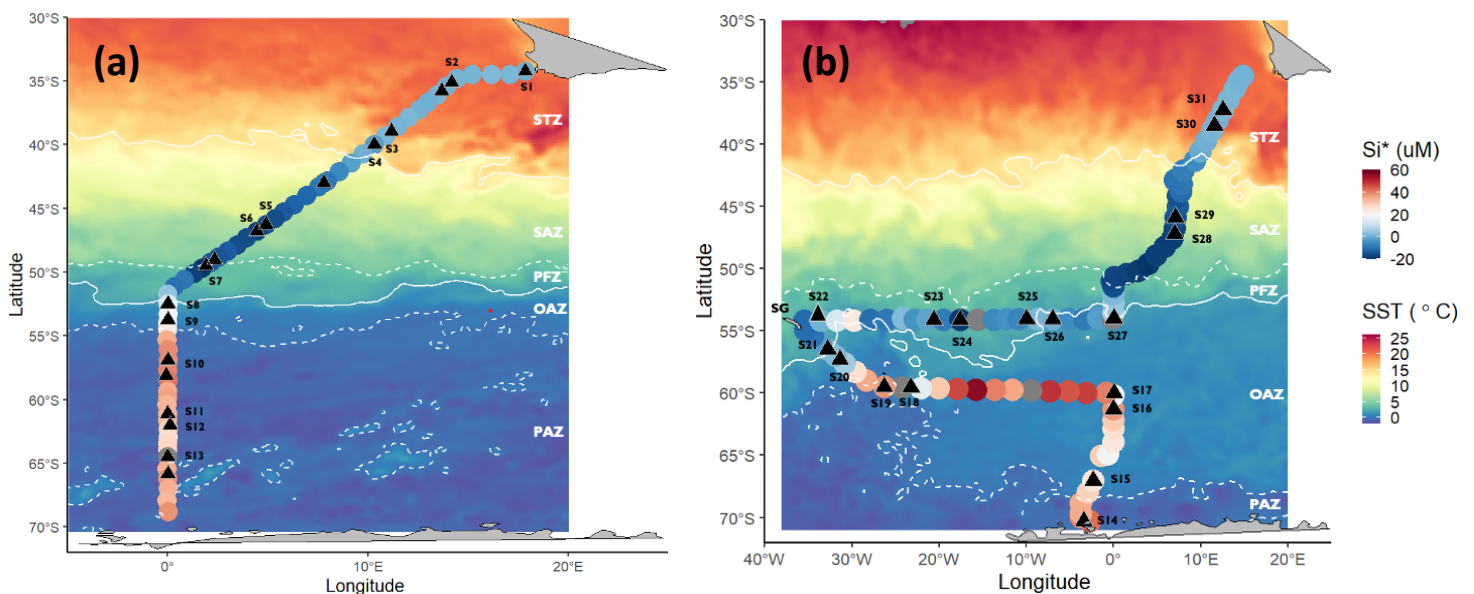 (a)
30°S
35°S
40°S
45°S
50°S
55°S
60°S
65°S
70°S
Latitude
0°
10°E
20°E
Longitude
S1
S2
S3
S4
S5
S6
S7
S8
S9
S10
S11
S12
S13
STZ
SAZ
PFZ
OAZ
PAZ
(b)
30°S
35°S
40°S
45°S
50°S
55°S
60°S
65°S
70°S
Latitude
40°W
30°W
20°W
10°W
0°
10°E
20°E
Longitude
S31
S30
S29
S28
S22
S23
S25
SG
S21
S24
S26
S27
S20
S19
S18
S17
S16
S15
S14
STZ
SAZ
PFZ
OAZ
PAZ
Si* (uM)
60
40
20
0
-20
SST ( ° C)
25
20
15
10
5
0